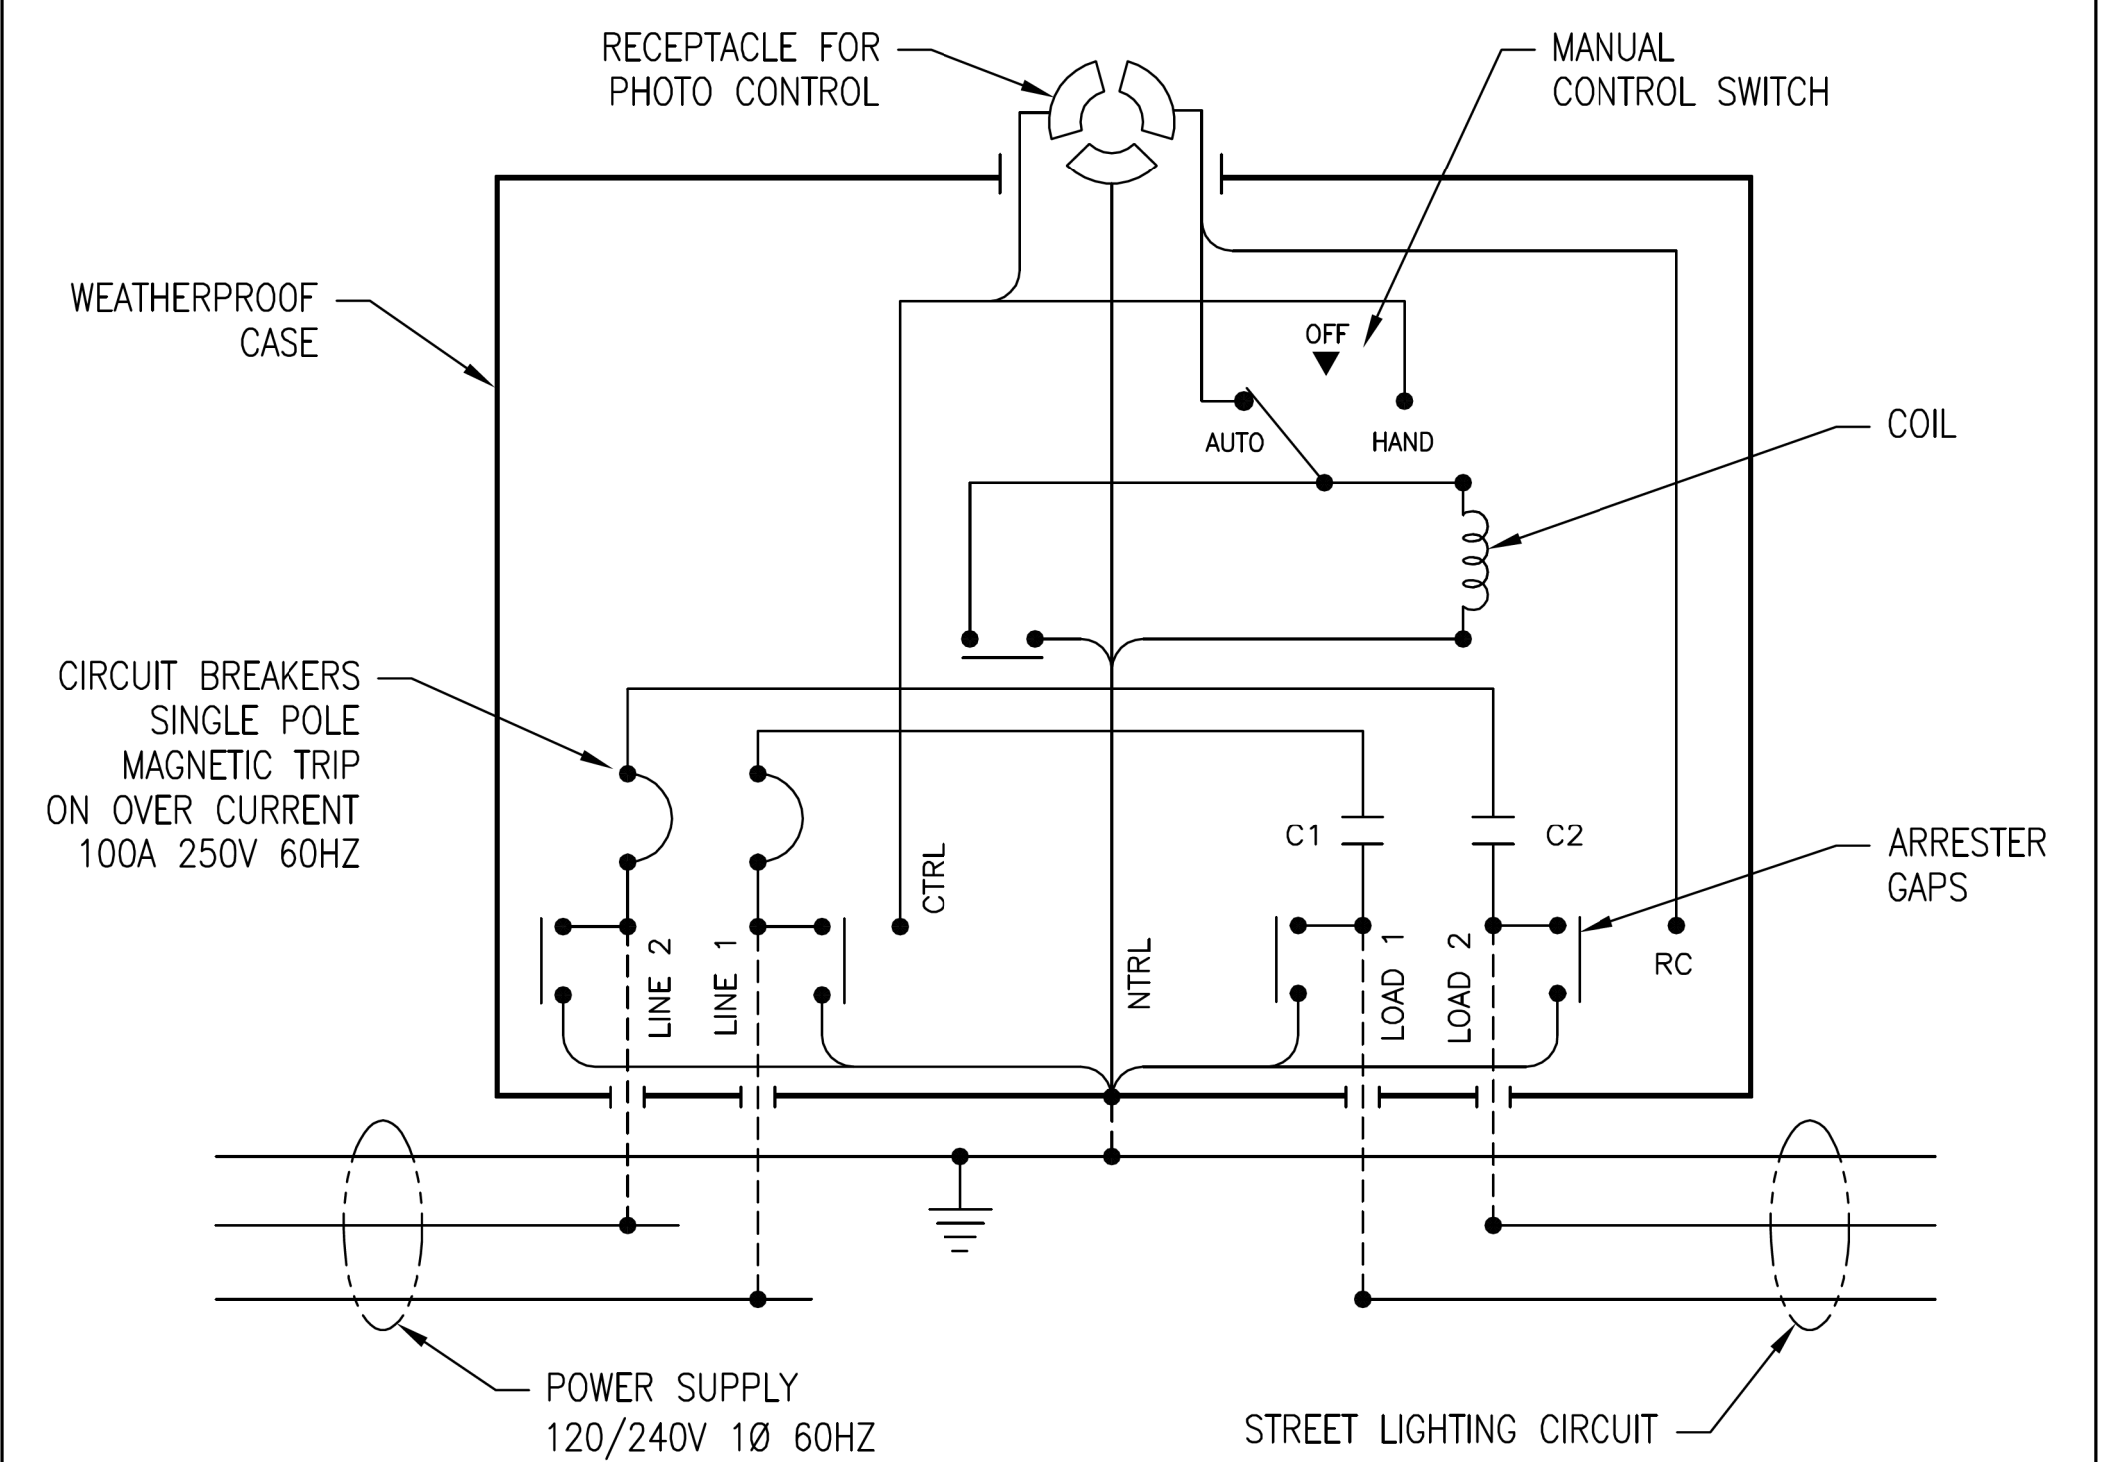 RECEPTACLE FOR
PHOTO CONTROL
MANUAL
CONTROL SWITCH
WEATHERPROOF
CASE
OFF
AUTO
HAND
COIL
CIRCUIT BREAKERS
SINGLE POLE
MAGNETIC TRIP
ON OVER CURRENT
100A 250V 60HZ
C1
C2
ARRESTER
GAPS
LINE 2
LINE 1
CTRL
NTRL
LOAD 1
LOAD 2
RC
POWER SUPPLY
120/240V 1Ø 60HZ
STREET LIGHTING CIRCUIT